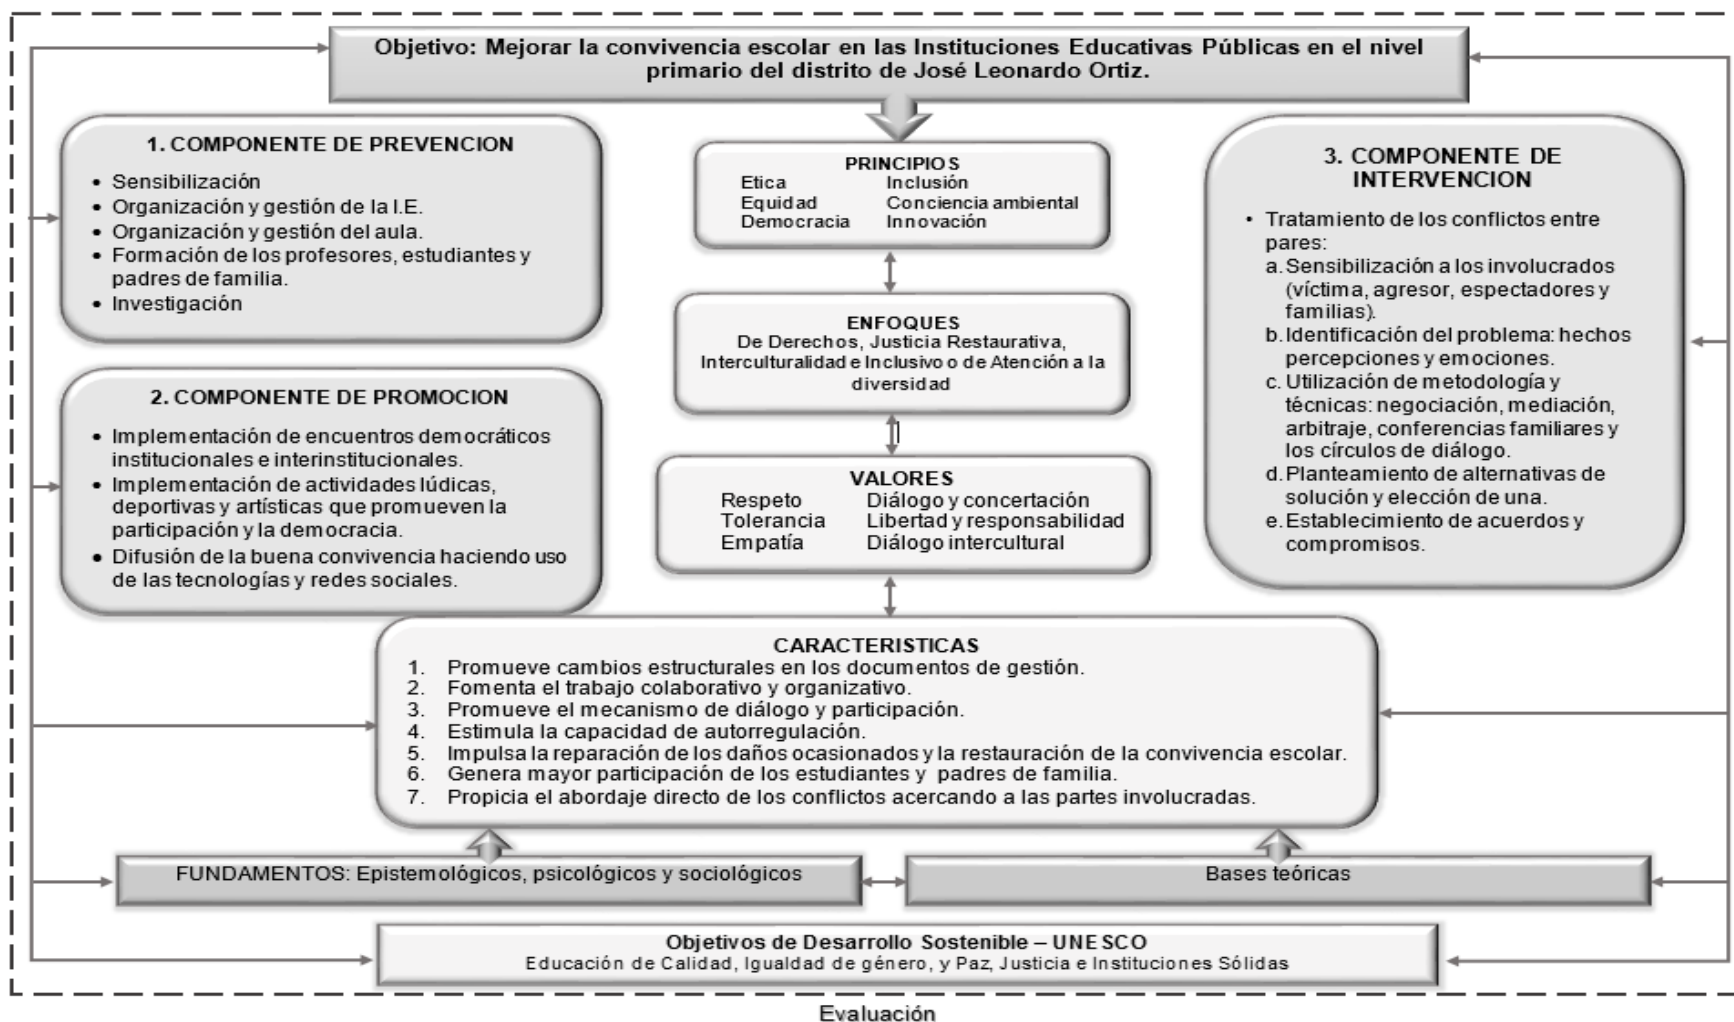 Objetivo: Mejorar la convivencia escolar en las Instituciones Educativas Públicas en el nivel
primario del distrito de José Leonardo Ortiz.
1. COMPONENTE DE PREVENCION
• Sensibilización
• Organización y gestión de la I.E.
• Organización y gestión del aula.
• Formación de los profesores, estudiantes y
padres de familia.
• Investigación
2. COMPONENTE DE PROMOCION
• Implementación de encuentros democráticos
institucionales e interinstitucionales.
• Implementación de actividades lúdicas,
deportivas y artísticas que promueven la
participación y la democracia.
• Difusión de la buena convivencia haciendo uso
de las tecnologías y redes sociales.
PRINCIPIOS
Etica Inclusión
Equidad Conciencia ambiental
Democracia Innovación
ENFOQUES
De Derechos, Justicia Restaurativa,
Interculturalidad e Inclusivo o de Atención a la
diversidad
VALORES
Respeto Diálogo y concertación
Tolerancia Libertad y responsabilidad
Empatía Diálogo intercultural
3. COMPONENTE DE
INTERVENCION
• Tratamiento de los conflictos entre
pares:
a. Sensibilización a los involucrados
(víctima, agresor, espectadores y
familias).
b. Identificación del problema: hechos
percepciones y emociones.
c. Utilización de metodología y
técnicas: negociación, mediación,
arbitraje, conferencias familiares y
los círculos de diálogo.
d. Planteamiento de alternativas de
solución y elección de una.
e. Establecimiento de acuerdos y
compromisos.
CARACTERISTICAS
1. Promueve cambios estructurales en los documentos de gestión.
2. Fomenta el trabajo colaborativo y organizativo.
3. Promueve el mecanismo de diálogo y participación.
4. Estimula la capacidad de autorregulación.
5. Impulsa la reparación de los daños ocasionados y la restauración de la convivencia escolar.
6. Genera mayor participación de los estudiantes y padres de familia.
7. Propicia el abordaje directo de los conflictos acercando a las partes involucradas.
FUNDAMENTOS: Epistemológicos, psicológicos y sociológicos
Bases teóricas
Objetivos de Desarrollo Sostenible – UNESCO
Educación de Calidad, Igualdad de género, y Paz, Justicia e Instituciones Sólidas
Evaluación